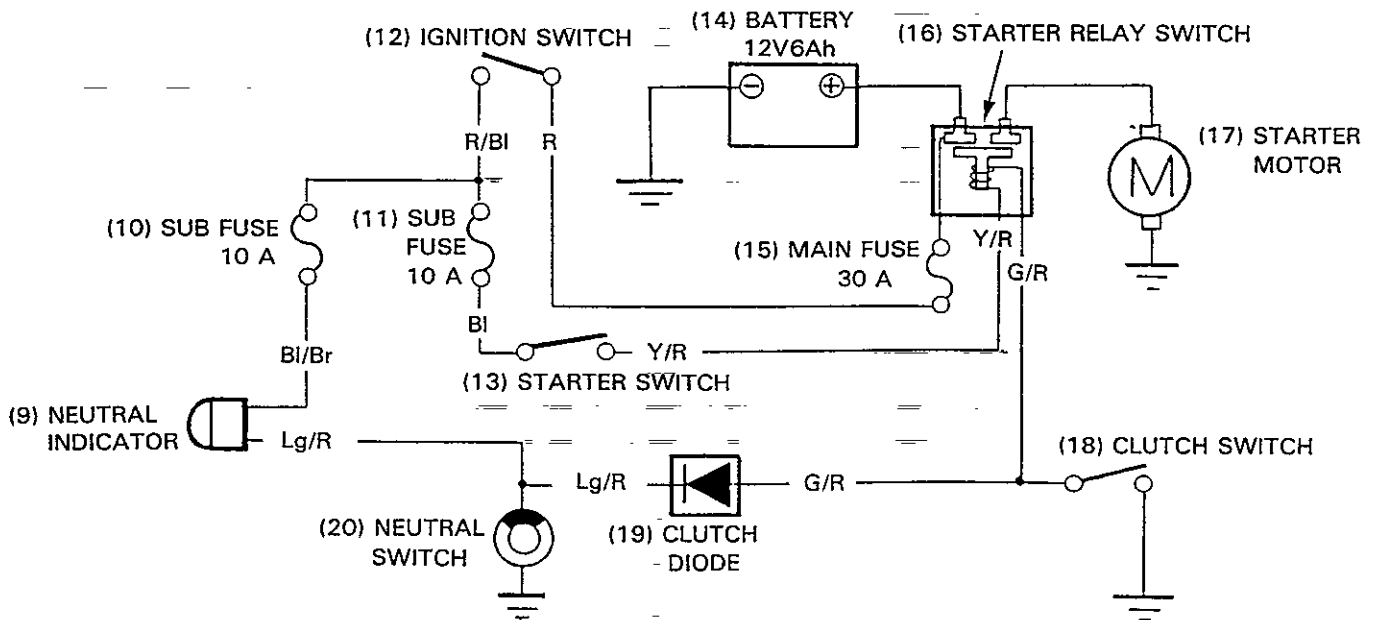 (12) IGNITION SWITCH
(14) BATTERY
12V6Ah
(16) STARTER RELAY SWITCH
R/Bl
R
(17) STARTER
MOTOR
M
(10) SUB FUSE
10 A
(11) SUB
FUSE
10 A
(15) MAIN FUSE
30 A
Y/R
G/R
Bl
Bl/Br
Y/R
(13) STARTER SWITCH
(9) NEUTRAL
INDICATOR
Lg/R
(18) CLUTCH SWITCH
Lg/R
G/R
(20) NEUTRAL
SWITCH
(19) CLUTCH
DIODE